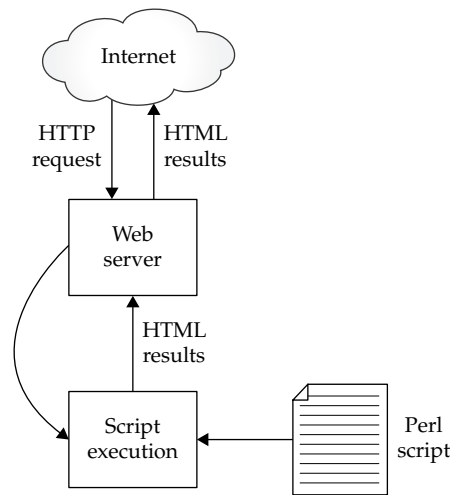 Internet
HTTP
request
HTML
results
Web
server
HTML
results
Script
execution
Perl
script